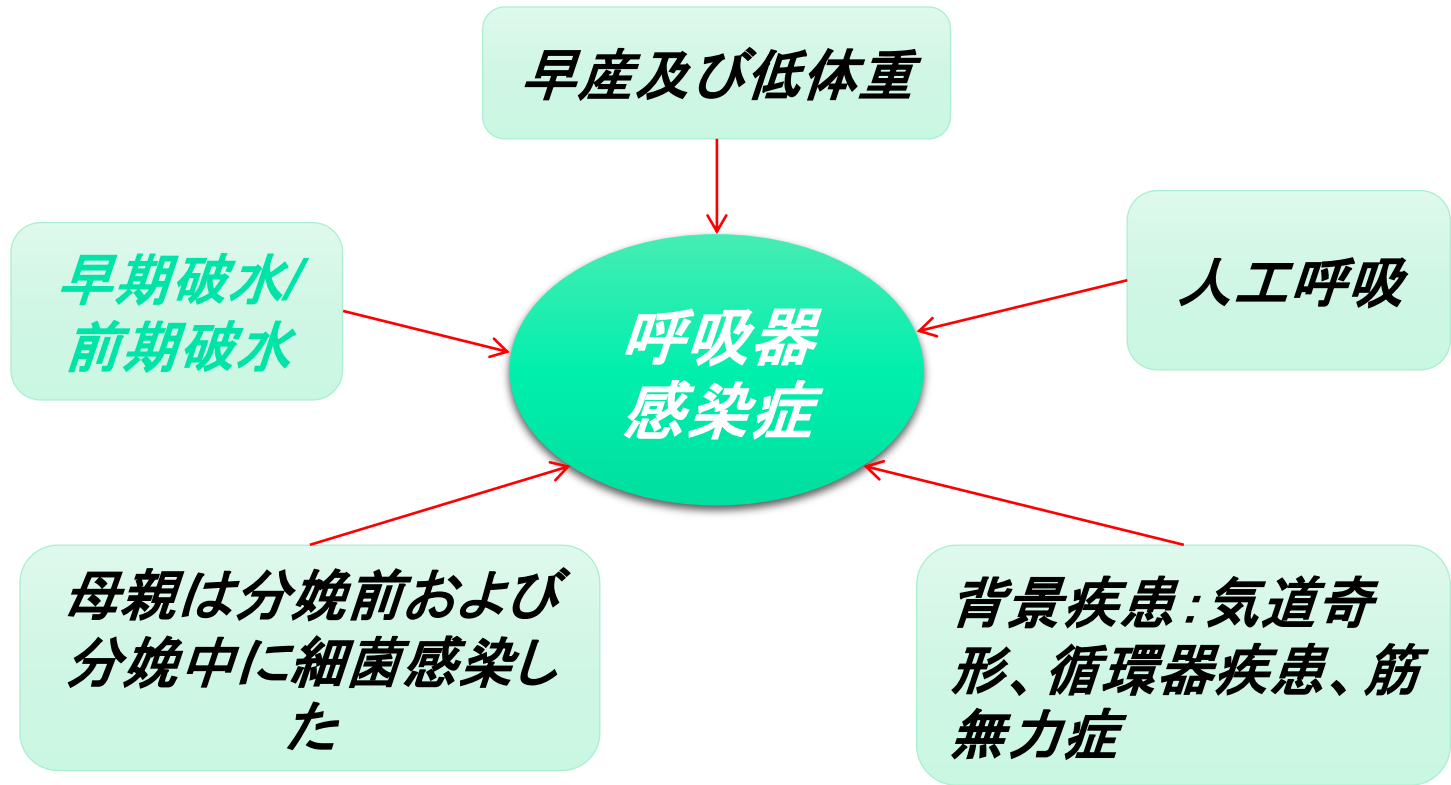 早産及び低体重
早期破水/
前期破水
人工呼吸
呼吸器
感染症
母親は分娩前および
分娩中に細菌感染し
た
背景疾患：気道奇
形、循環器疾患、筋
無力症